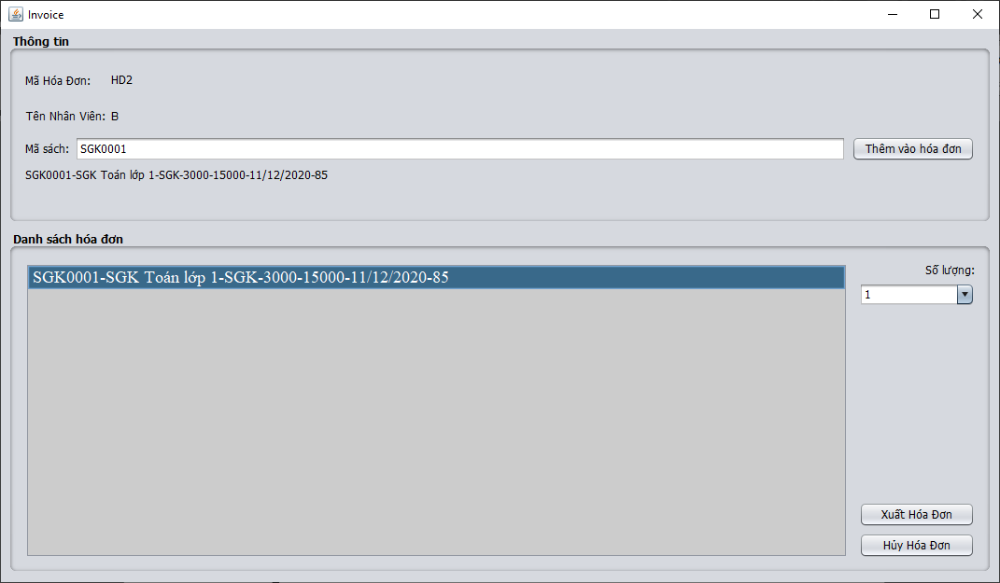 Invoice
Thông tin
Mã Hóa Đơn: HD2
Tên Nhân Viên: B
Mã sách: SGK0001 Thêm vào hóa đơn
SGK0001-SGK Toán lớp 1-SGK-3000-15000-11/12/2020-85
Danh sách hóa đơn
SGK0001-SGK Toán lớp 1-SGK-3000-15000-11/12/2020-85
Số lượng:
1
Xuất Hóa Đơn
Hủy Hóa Đơn